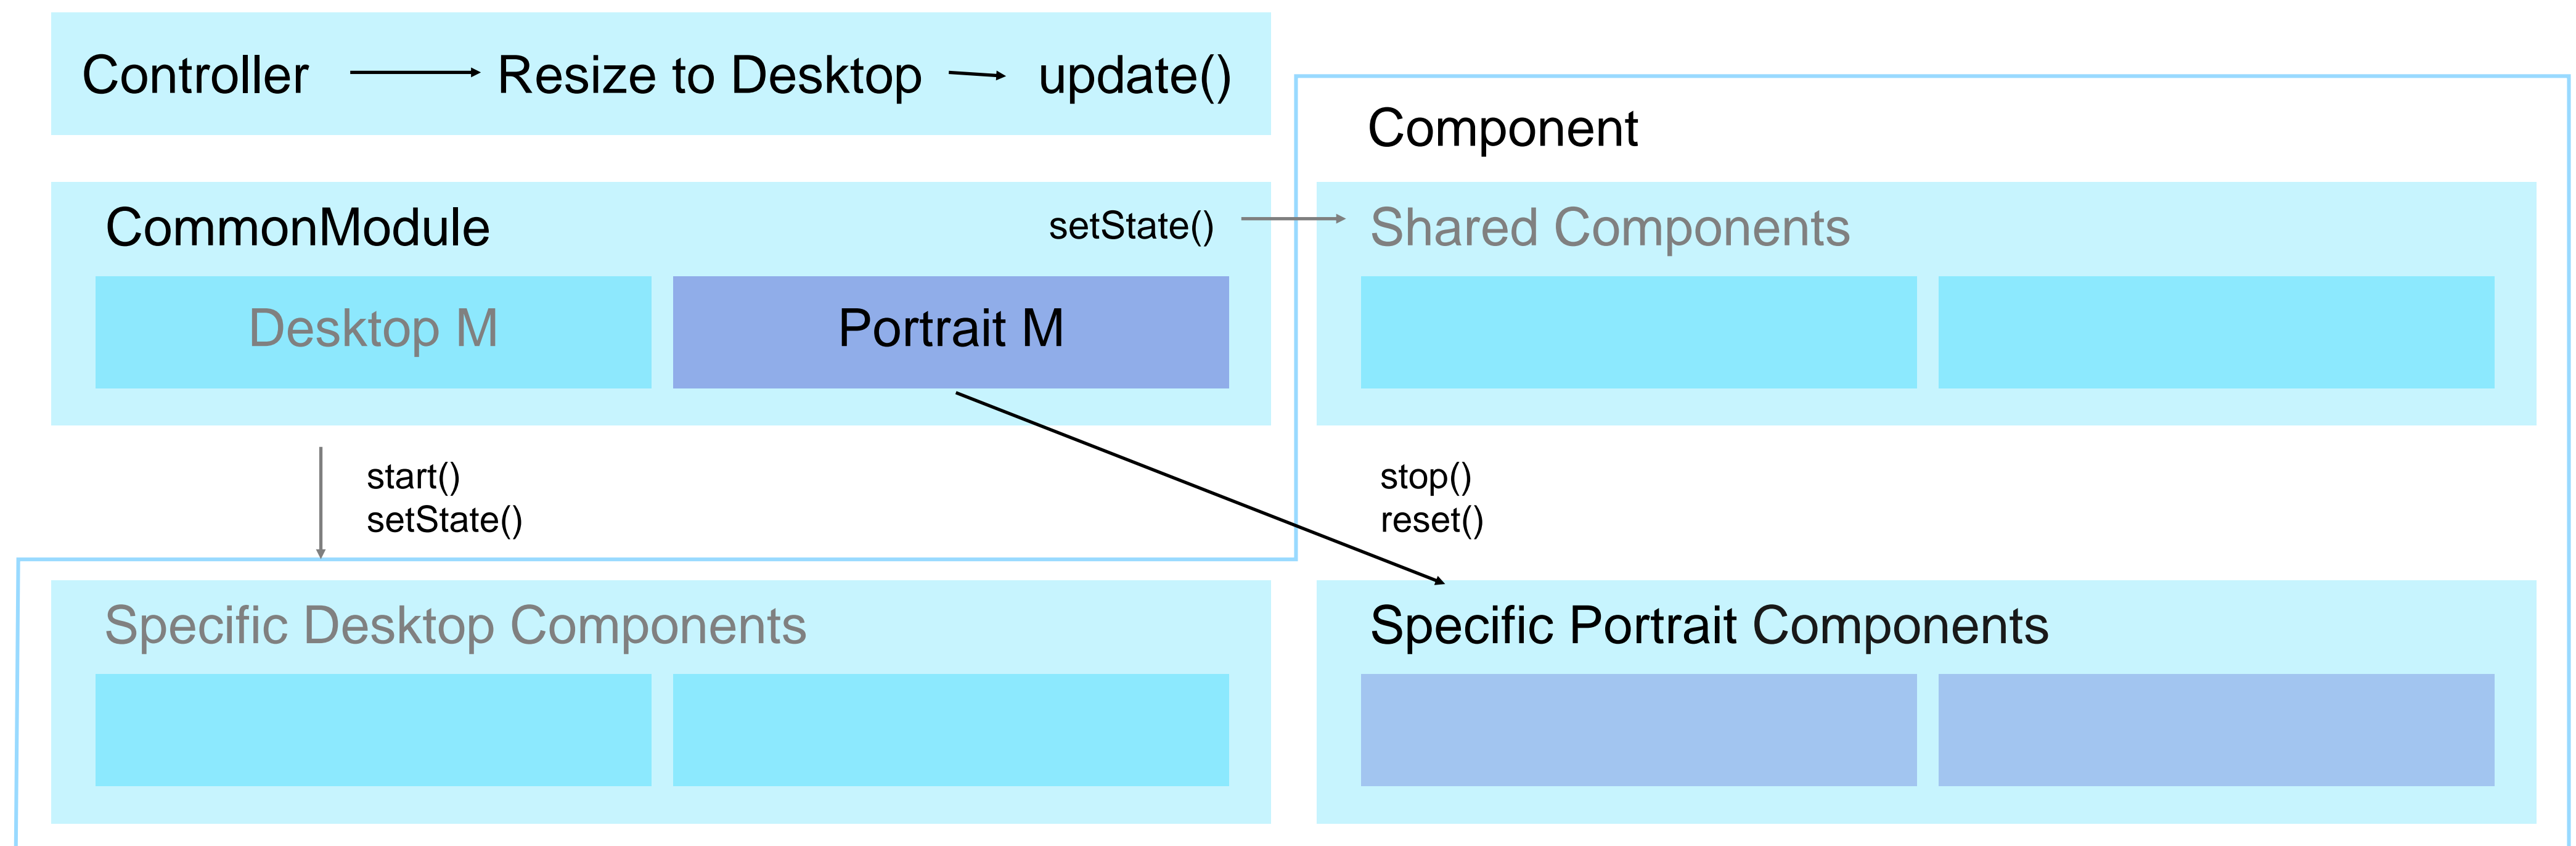 Controller
Resize to Desktop
update()
Component
CommonModule
setState()
Shared Components
Desktop M
Portrait M
start()
setState()
stop()
reset()
Specific Desktop Components
Specific Portrait Components